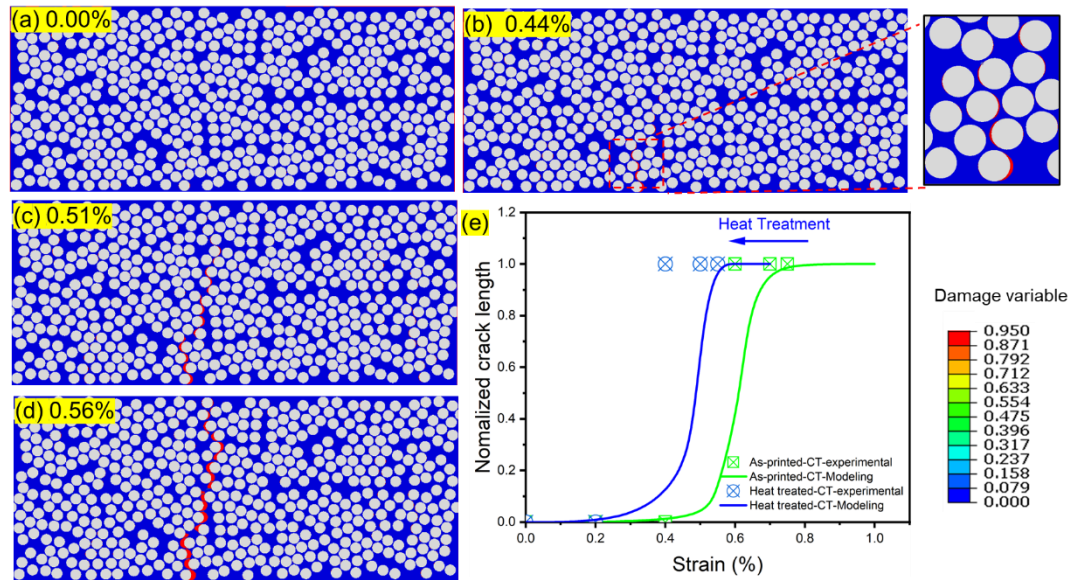 (a) 0.00%
(b) 0.44%
(c) 0.51%
(d) 0.56%
(e)
Heat Treatment
Nomalized crack length
1.2
1.0
0.8
0.6
0.4
0.2
0.0
As-printed-CT-experimental
As-printed-CT-Modeling
Heat treated-CT-experimental
Heat treated-CT-Modeling
0.0 0.2 0.4 0.6 0.8 1.0
Strain (%)
Damage variable
0.950
0.871
0.792
0.712
0.633
0.554
0.475
0.396
0.317
0.237
0.158
0.079
0.000